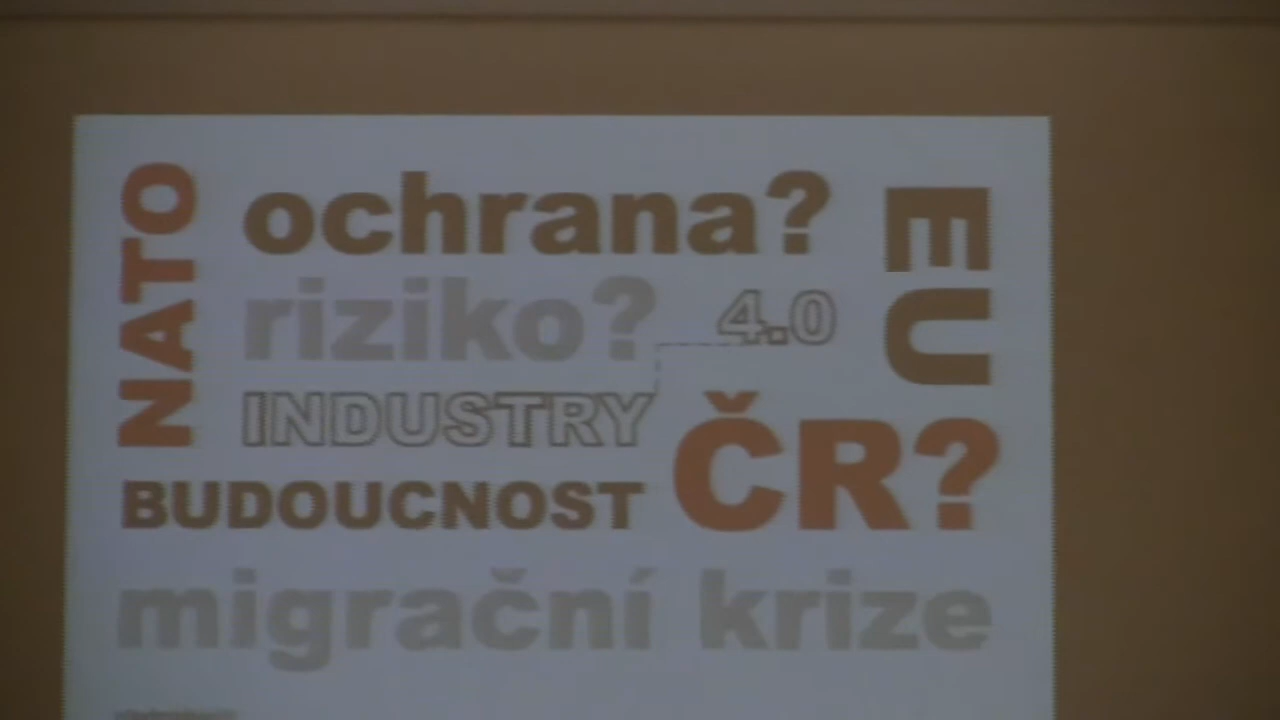 NATO
ochrana?
EU
riziko?
4.0
INDUSTRY
ČR?
BUDOUCNOST
migrační krize